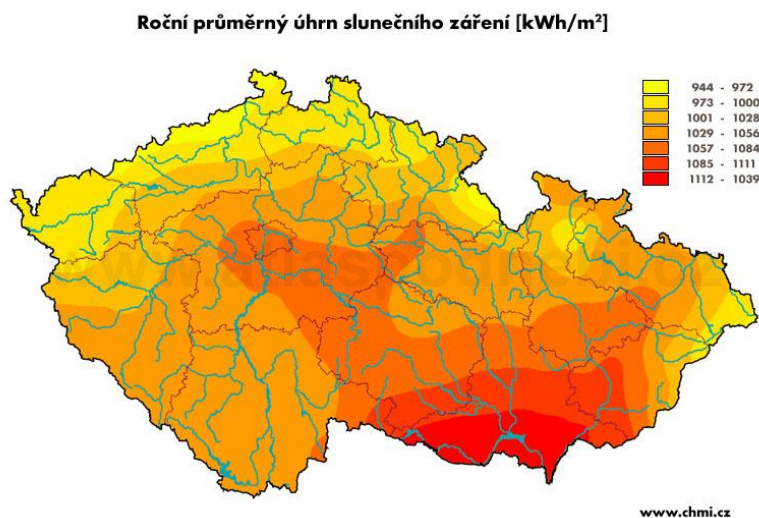 Roční průměrný úhrn slunečního záření [kWh/m²]
944 - 972
973 - 1000
1001 - 1028
1029 - 1056
1057 - 1084
1085 - 1111
1112 - 1039
www.chmi.cz